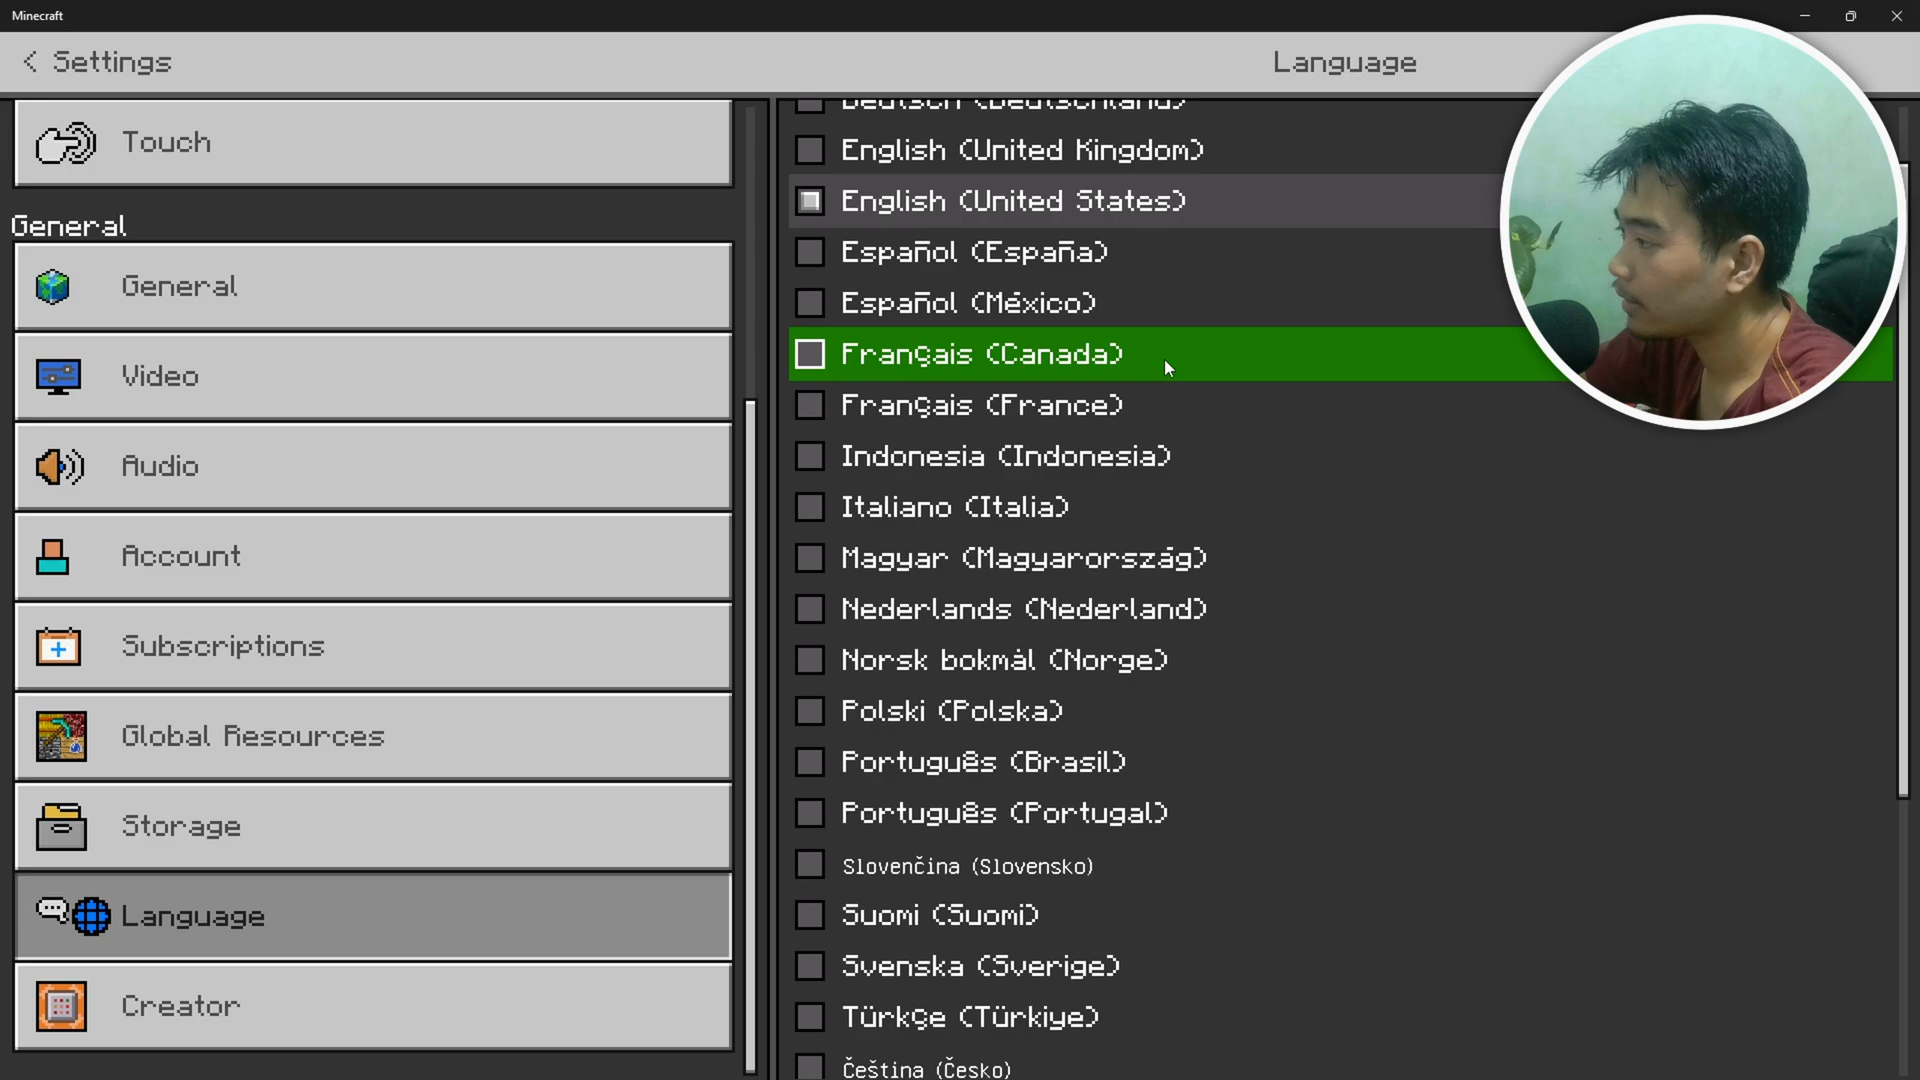 Minecraft
Settings
Language
Touch
General
General
Video
Audio
Account
Subscriptions
Global Resources
Storage
Language
Creator
Deutsch (Deutschland)
English (United Kingdom)
English (United States)
Español (España)
Español (México)
Français (Canada)
Français (France)
Indonesia (Indonesia)
Italiano (Italia)
Magyar (Magyarország)
Nederlands (Nederland)
Norsk bokmål (Norge)
Polski (Polska)
Português (Brasil)
Português (Portugal)
Slovenčina (Slovensko)
Suomi (Suomi)
Svenska (Sverige)
Türkçe (Türkiye)
Čeština (Česko)